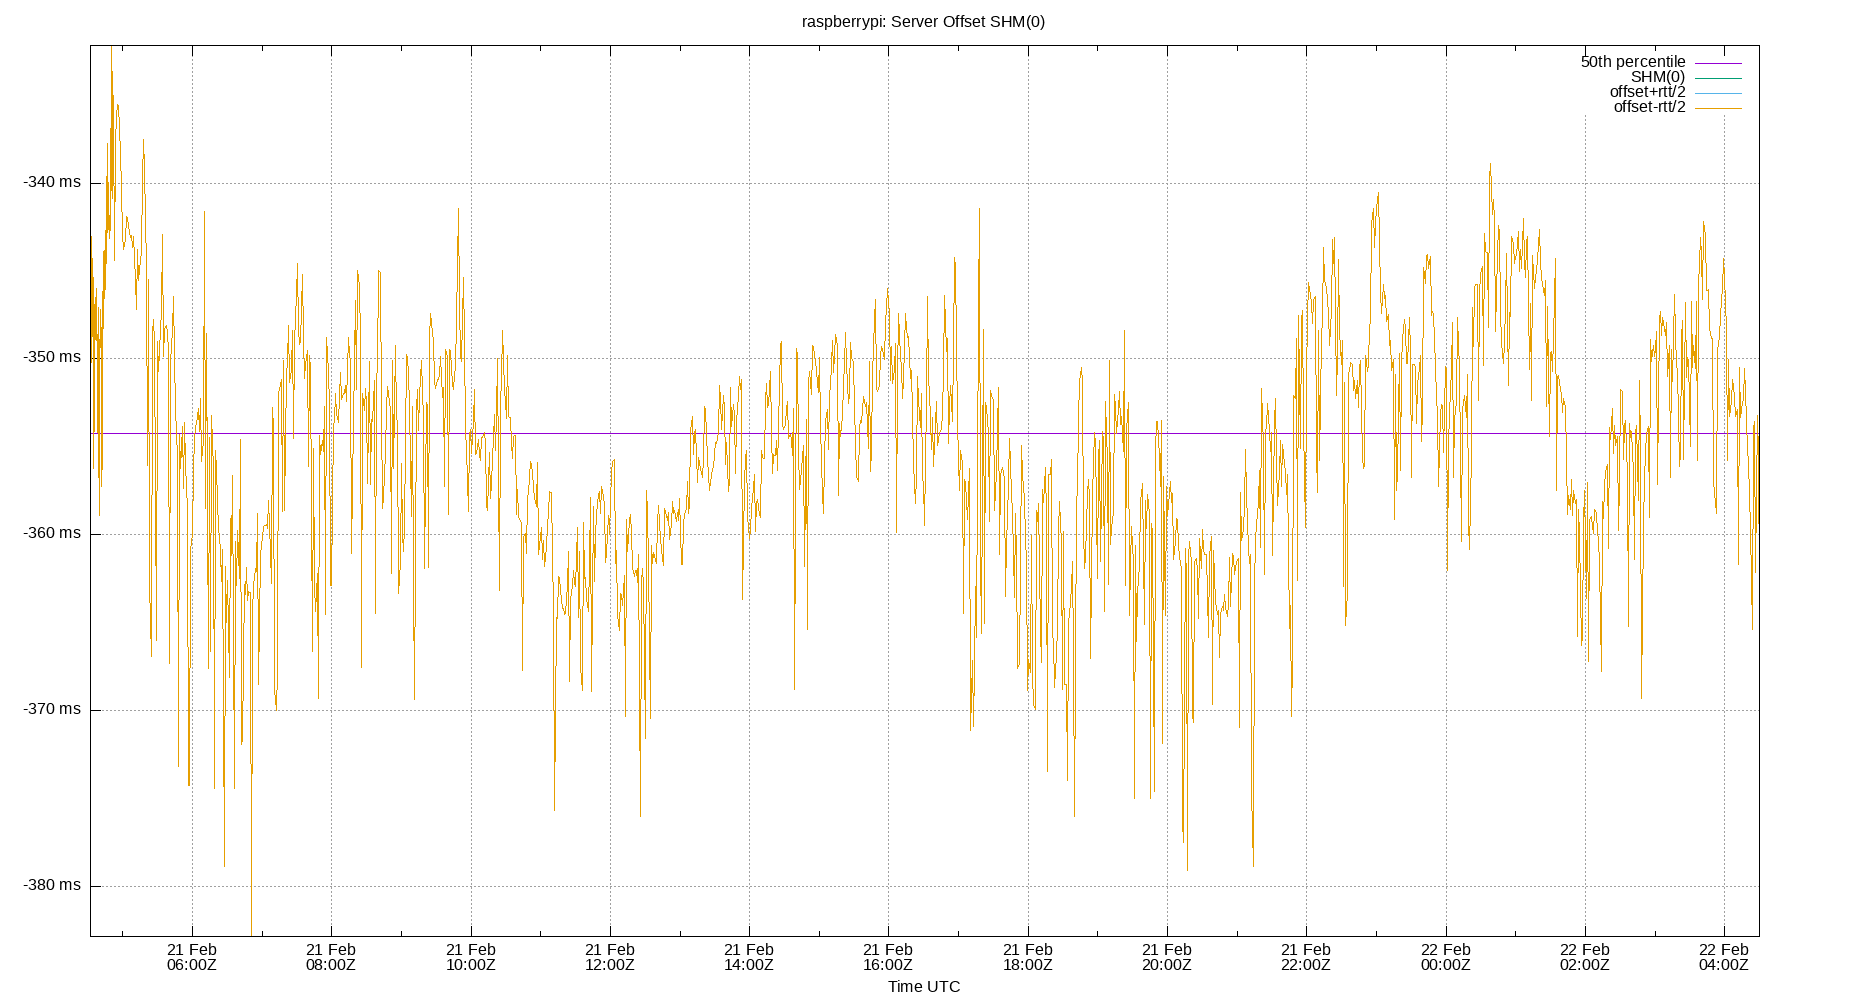 raspberrypi: Server Offset SHM(0)
50th percentile
SHM(0)
offset+rtt/2
offset-rtt/2
-340 ms
-350 ms
-360 ms
-370 ms
-380 ms
21 Feb 21 Feb 21 Feb 21 Feb 21 Feb 21 Feb 21 Feb 21 Feb 21 Feb 22 Feb 22 Feb 22 Feb
06:00Z 08:00Z 10:00Z 12:00Z 14:00Z 16:00Z 18:00Z 20:00Z 22:00Z 00:00Z 02:00Z 04:00Z
Time UTC